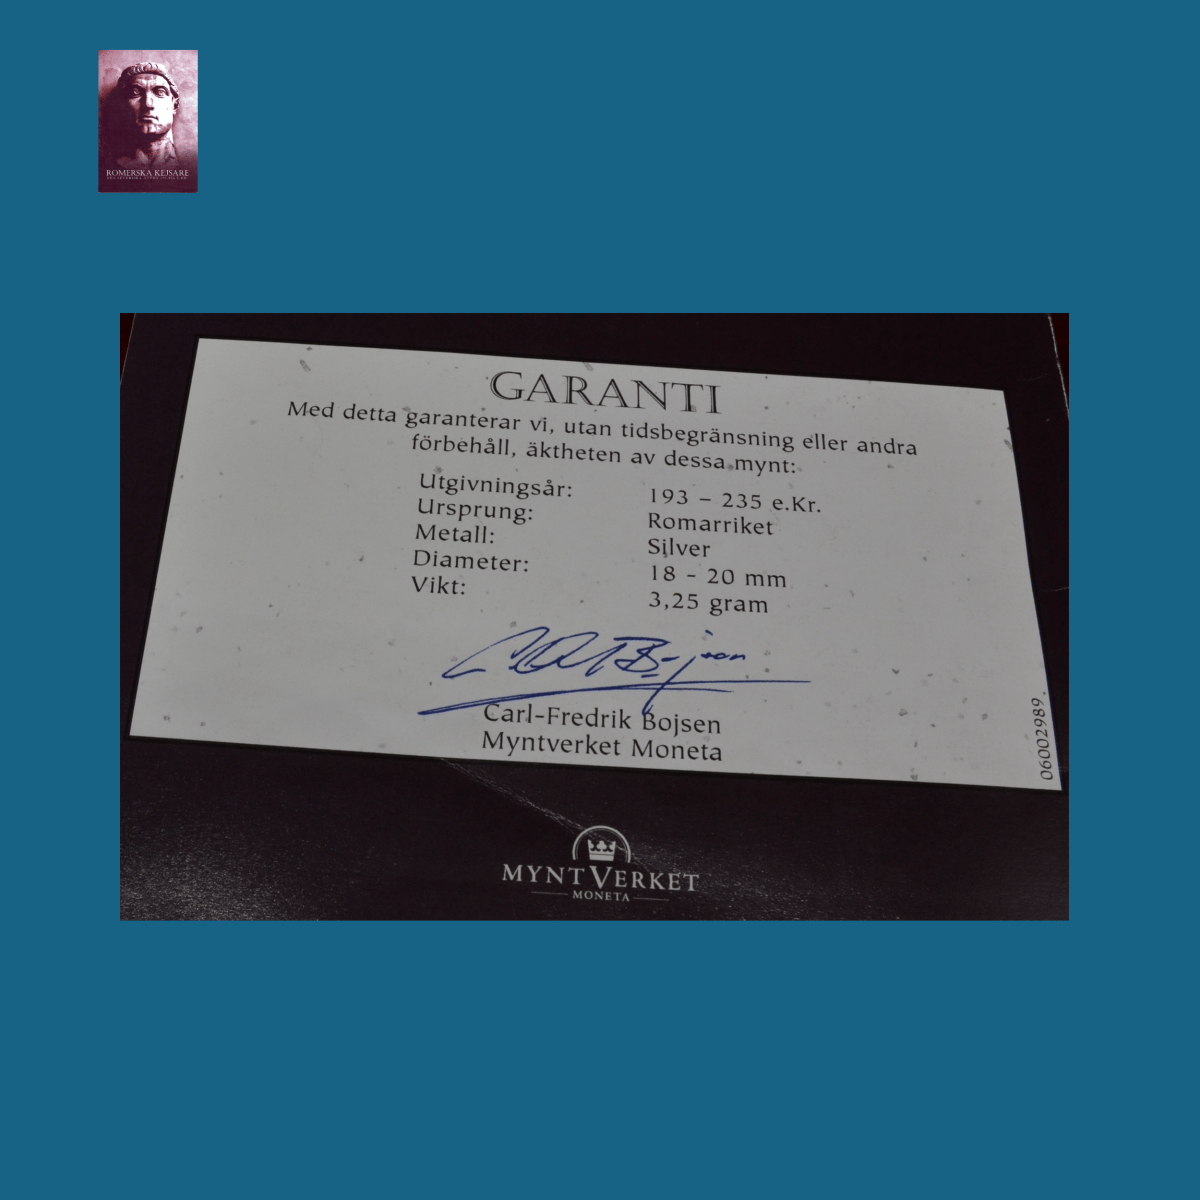 ROMERSKA KEJSARE
GARANTI
Med detta garanterar vi, utan tidsbegränsning eller andra
förbehåll, äktheten av dessa mynt:
Utgivningsår: 193 – 235 e.Kr.
Ursprung: Romarriket
Metall: Silver
Diameter: 18 – 20 mm
Vikt: 3,25 gram
Carl-Fredrik Bojsen
Myntverket Moneta
06002989
MYNTVERKET
MONETA